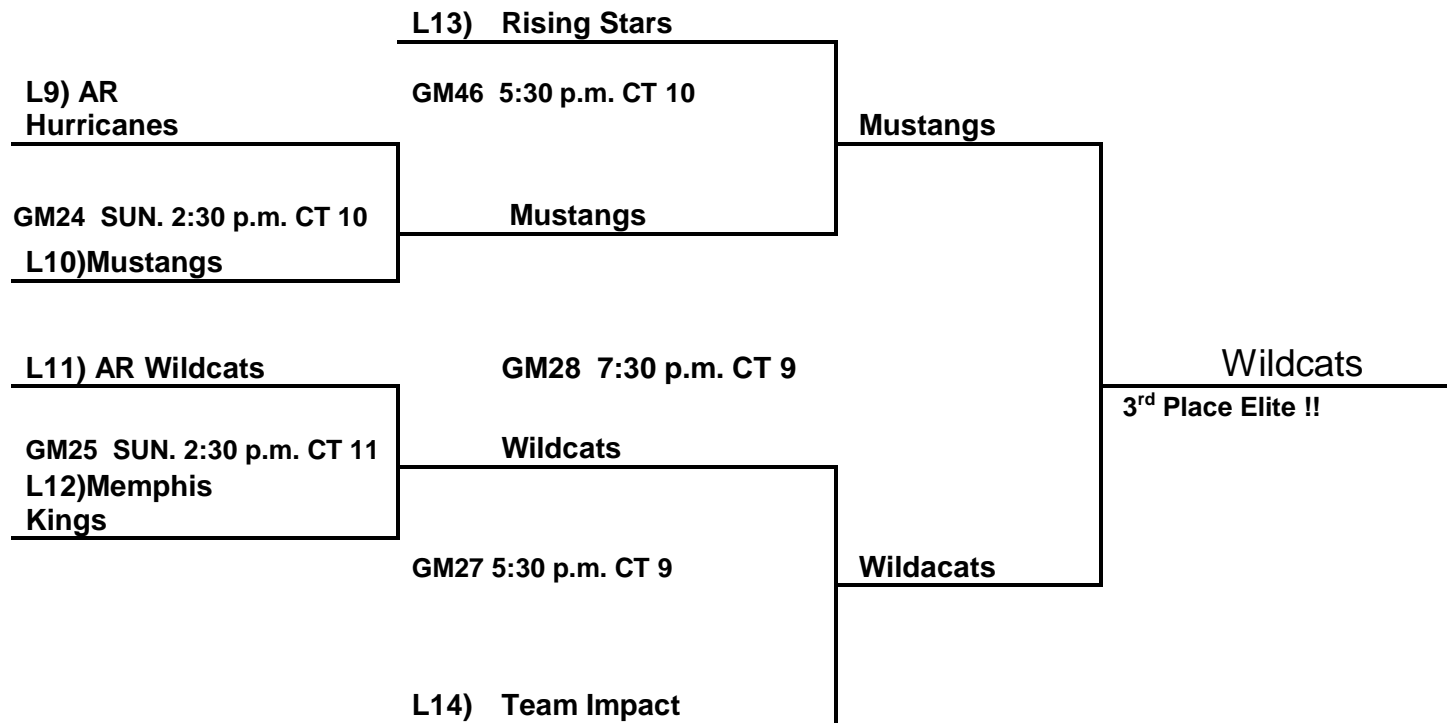 L13) Rising Stars
L9) AR
Hurricanes
GM46 5:30 p.m. CT 10
Mustangs
GM24 SUN. 2:30 p.m. CT 10
Mustangs
L10)Mustangs
L11) AR Wildcats
GM28 7:30 p.m. CT 9
Wildcats
3rd Place Elite !!
GM25 SUN. 2:30 p.m. CT 11
Wildcats
L12)Memphis
Kings
GM27 5:30 p.m. CT 9
Wildacats
L14) Team Impact